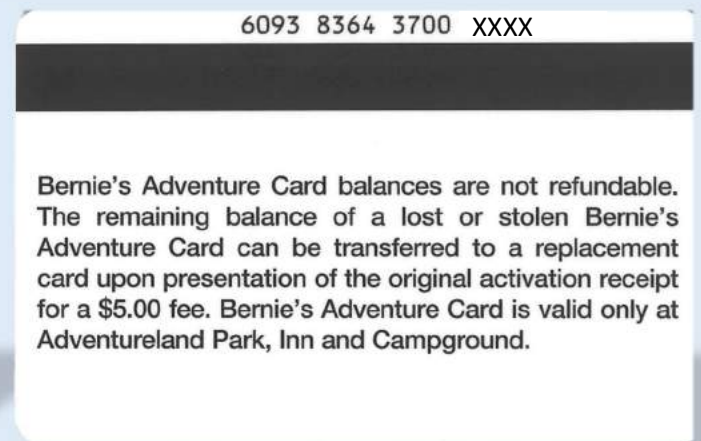 6093 8364 3700 XXXX
Bernie's Adventure Card balances are not refundable.
The remaining balance of a lost or stolen Bernie's
Adventure Card can be transferred to a replacement
card upon presentation of the original activation receipt
for a $5.00 fee. Bernie's Adventure Card is valid only at
Adventureland Park, Inn and Campground.